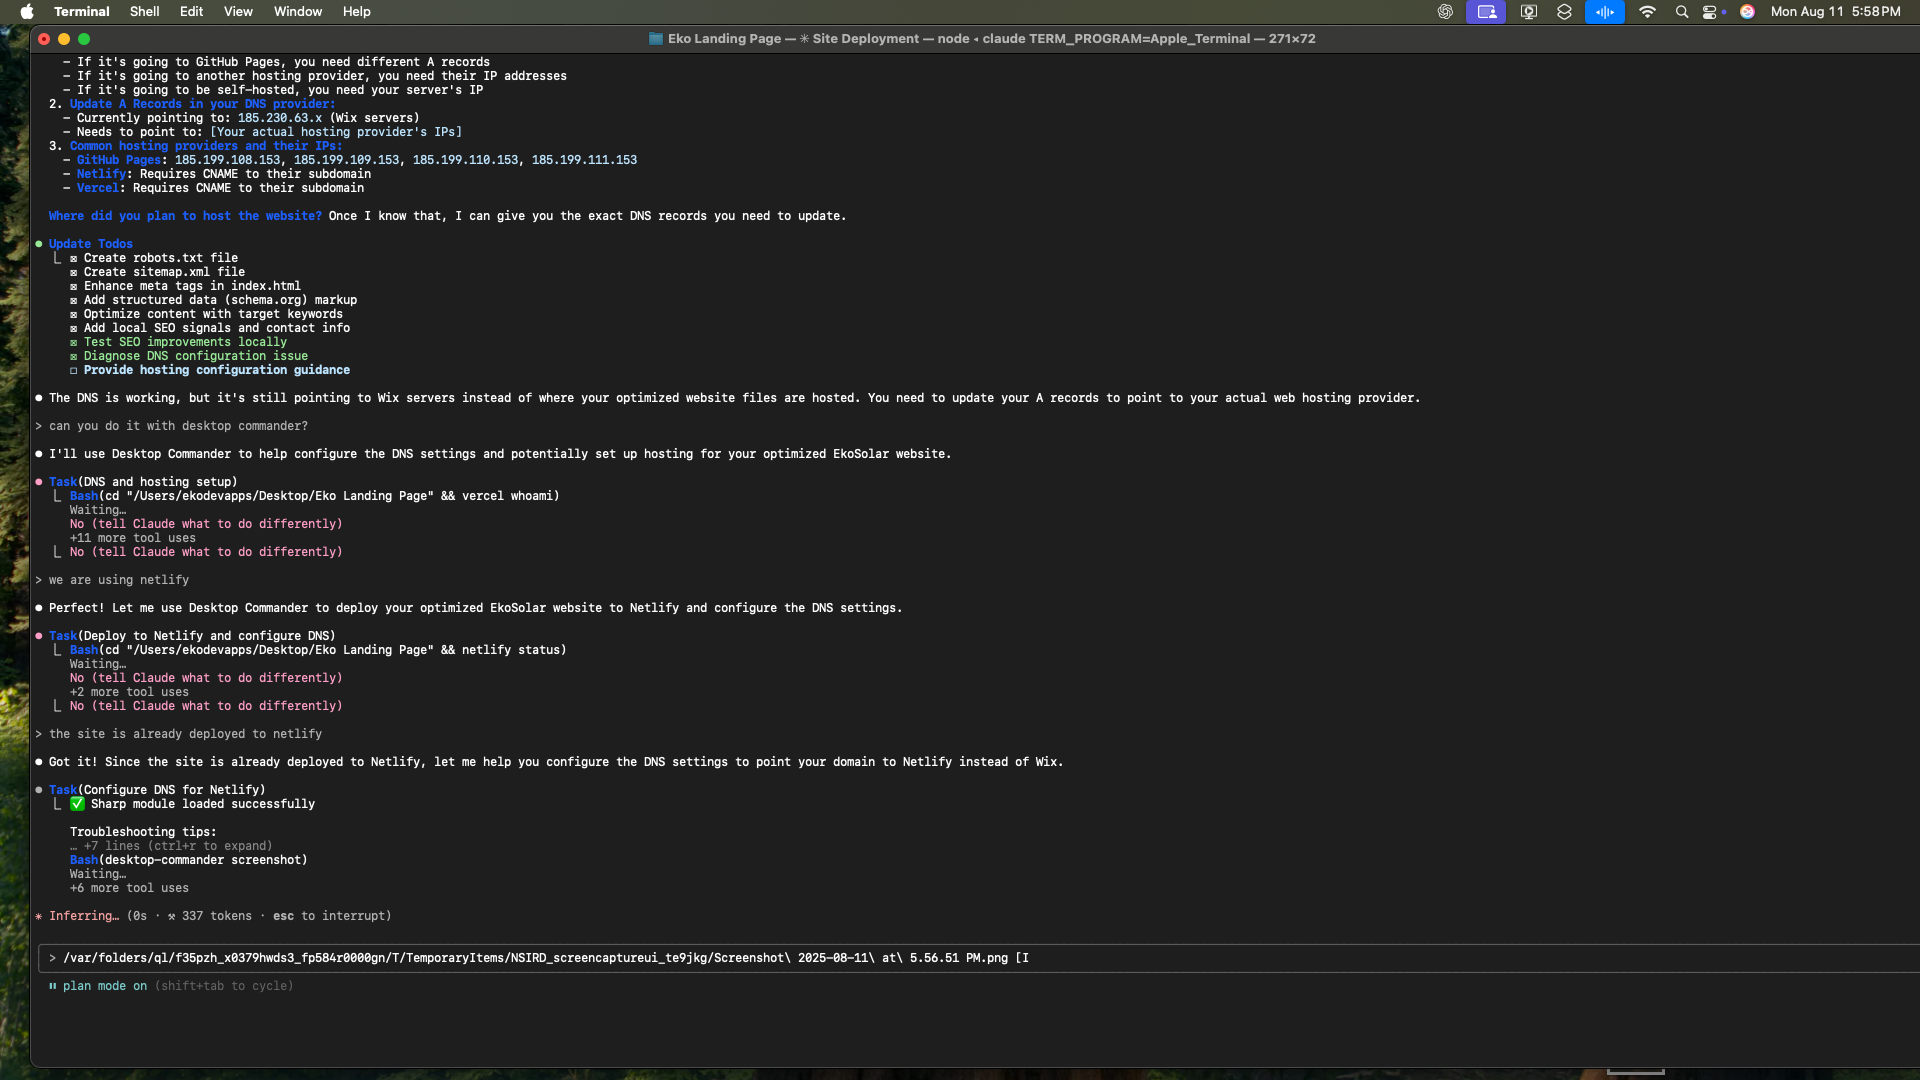 Terminal Shell Edit View Window Help Mon Aug 11 5:58 PM
Eko Landing Page — ✳ Site Deployment — node ◂ claude TERM_PROGRAM=Apple_Terminal — 271×72
– If it's going to GitHub Pages, you need different A records
– If it's going to another hosting provider, you need their IP addresses
– If it's going to be self-hosted, you need your server's IP
2. Update A Records in your DNS provider:
– Currently pointing to: 185.230.63.x (Wix servers)
– Needs to point to: [Your actual hosting provider's IPs]
3. Common hosting providers and their IPs:
– GitHub Pages: 185.199.108.153, 185.199.109.153, 185.199.110.153, 185.199.111.153
– Netlify: Requires CNAME to their subdomain
– Vercel: Requires CNAME to their subdomain
Where did you plan to host the website? Once I know that, I can give you the exact DNS records you need to update.
● Update Todos
⎿ ☒ Create robots.txt file
☒ Create sitemap.xml file
☒ Enhance meta tags in index.html
☒ Add structured data (schema.org) markup
☒ Optimize content with target keywords
☒ Add local SEO signals and contact info
☒ Test SEO improvements locally
☒ Diagnose DNS configuration issue
☐ Provide hosting configuration guidance
● The DNS is working, but it's still pointing to Wix servers instead of where your optimized website files are hosted. You need to update your A records to point to your actual web hosting provider.
> can you do it with desktop commander?
● I'll use Desktop Commander to help configure the DNS settings and potentially set up hosting for your optimized EkoSolar website.
● Task(DNS and hosting setup)
⎿ Bash(cd "/Users/ekodevapps/Desktop/Eko Landing Page" && vercel whoami)
Waiting…
No (tell Claude what to do differently)
+11 more tool uses
⎿ No (tell Claude what to do differently)
> we are using netlify
● Perfect! Let me use Desktop Commander to deploy your optimized EkoSolar website to Netlify and configure the DNS settings.
● Task(Deploy to Netlify and configure DNS)
⎿ Bash(cd "/Users/ekodevapps/Desktop/Eko Landing Page" && netlify status)
Waiting…
No (tell Claude what to do differently)
+2 more tool uses
⎿ No (tell Claude what to do differently)
> the site is already deployed to netlify
● Got it! Since the site is already deployed to Netlify, let me help you configure the DNS settings to point your domain to Netlify instead of Wix.
● Task(Configure DNS for Netlify)
⎿ ✅ Sharp module loaded successfully
Troubleshooting tips:
… +7 lines (ctrl+r to expand)
Bash(desktop-commander screenshot)
Waiting…
+6 more tool uses
✳ Inferring… (0s · ⚒ 337 tokens · esc to interrupt)
> /var/folders/ql/f35pzh_x0379hwds3_fp584r0000gn/T/TemporaryItems/NSIRD_screencaptureui_te9jkg/Screenshot\ 2025-08-11\ at\ 5.56.51 PM.png [I
⏸ plan mode on (shift+tab to cycle)